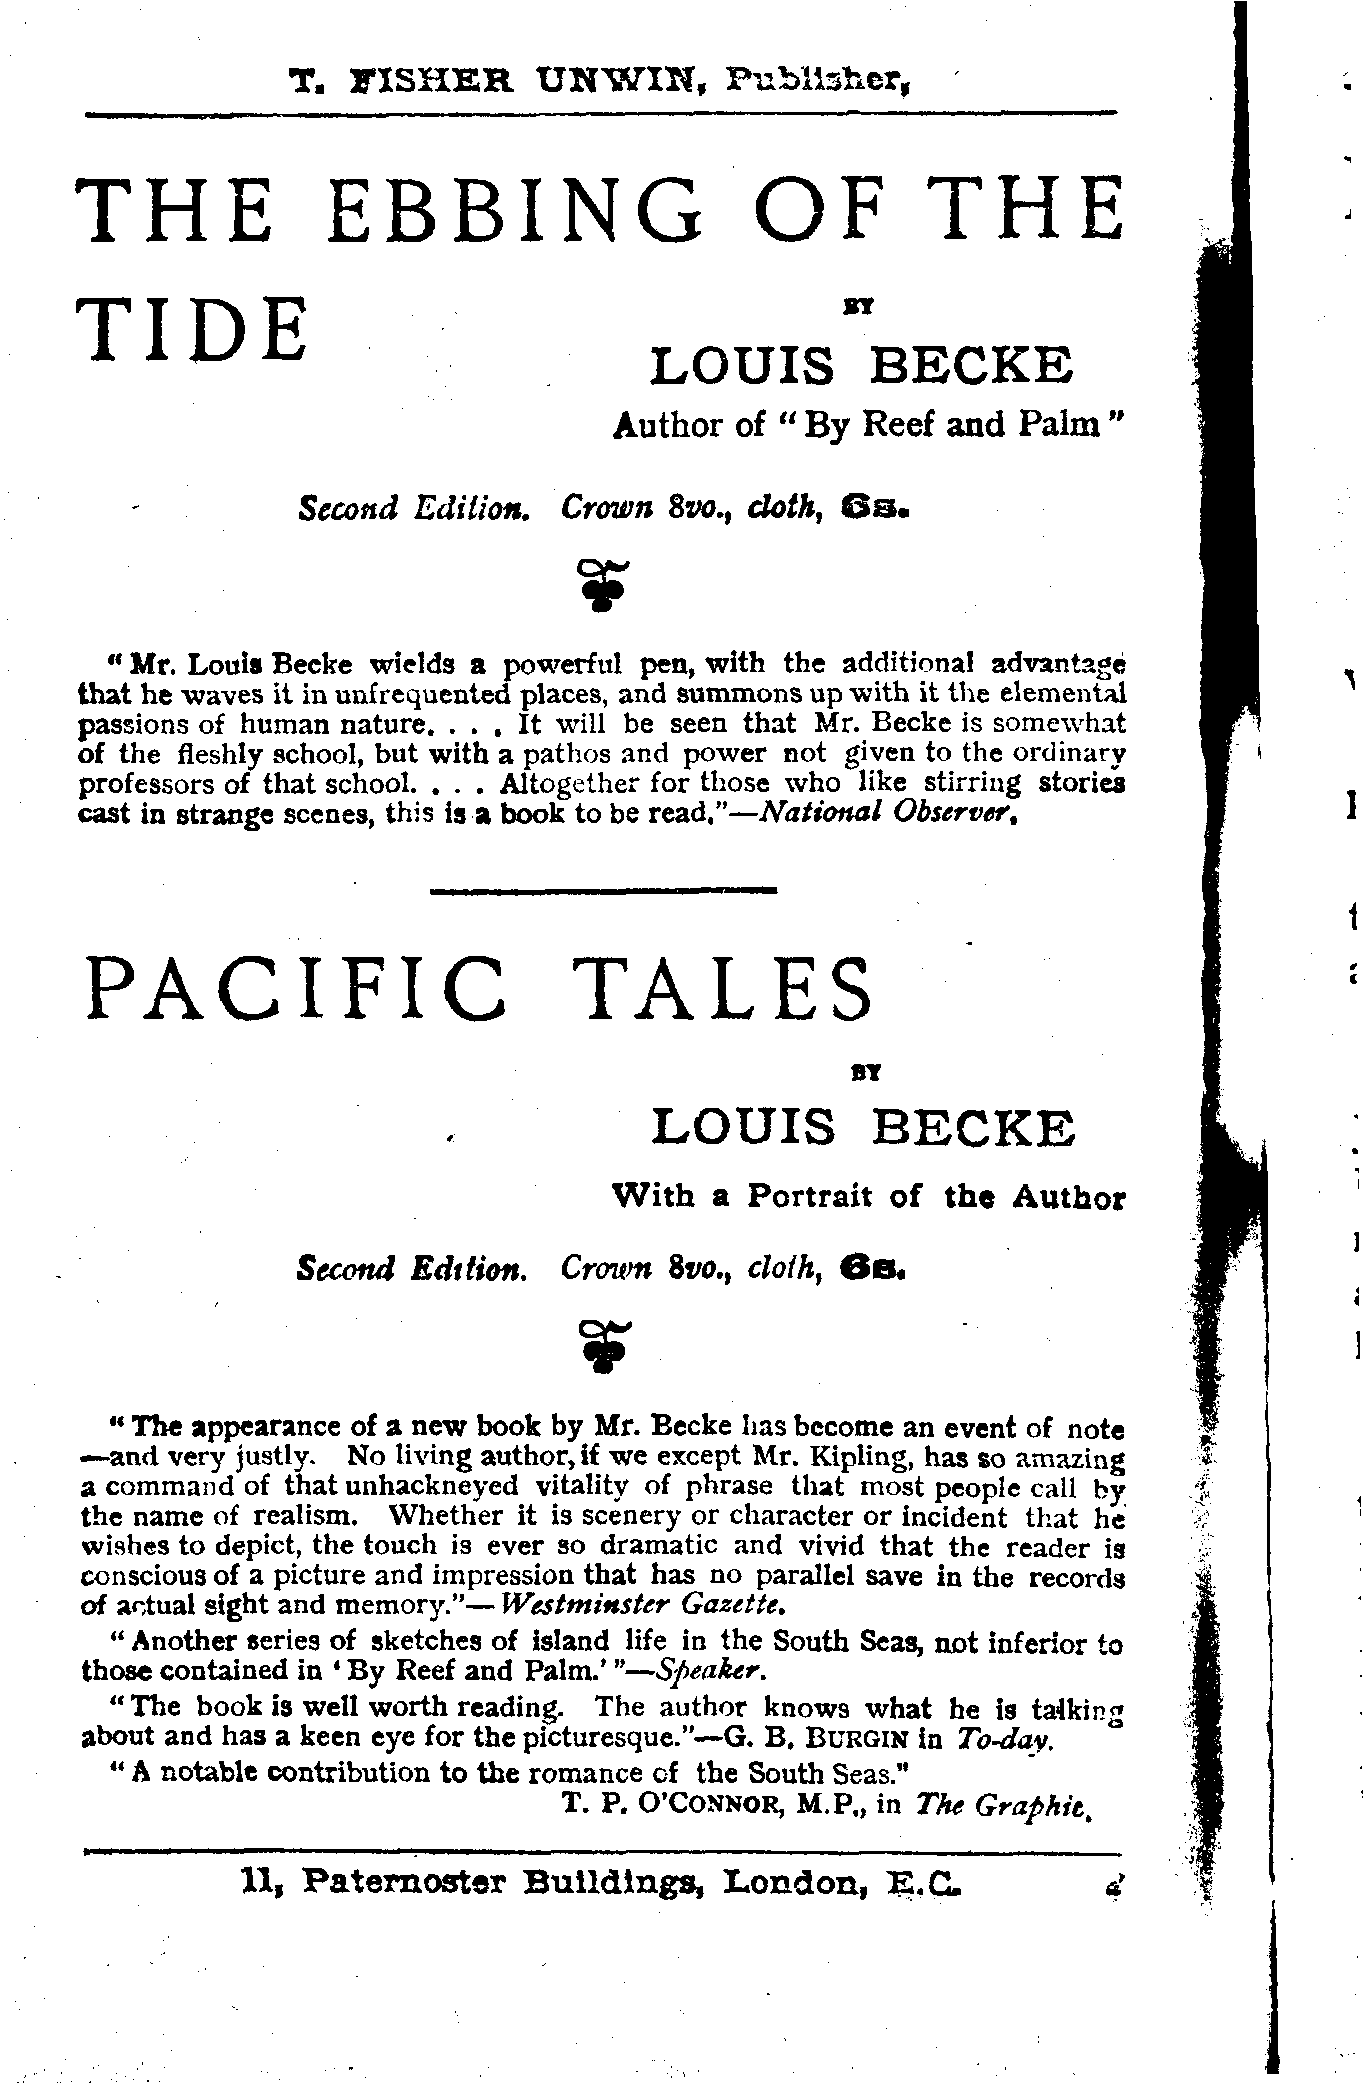 T. FISHER UNWIN, Publisher,
THE EBBING OF THE
TIDE
BY
LOUIS BECKE
Author of “By Reef and Palm”
Second Edition. Crown 8vo., cloth, 6s.
“Mr. Louis Becke wields a powerful pen, with the additional advantage
that he waves it in unfrequented places, and summons up with it the elemental
passions of human nature. . . . It will be seen that Mr. Becke is somewhat
of the fleshly school, but with a pathos and power not given to the ordinary
professors of that school. . . . Altogether for those who like stirring stories
cast in strange scenes, this is a book to be read.”—National Observer.
PACIFIC TALES
BY
LOUIS BECKE
With a Portrait of the Author
Second Edition. Crown 8vo., cloth, 6s.
“The appearance of a new book by Mr. Becke has become an event of note
—and very justly. No living author, if we except Mr. Kipling, has so amazing
a command of that unhackneyed vitality of phrase that most people call by
the name of realism. Whether it is scenery or character or incident that he
wishes to depict, the touch is ever so dramatic and vivid that the reader is
conscious of a picture and impression that has no parallel save in the records
of actual sight and memory.”—Westminster Gazette.
“Another series of sketches of island life in the South Seas, not inferior to
those contained in ‘By Reef and Palm.’”—Speaker.
“The book is well worth reading. The author knows what he is talking
about and has a keen eye for the picturesque.”—G. B. BURGIN in To-day.
“A notable contribution to the romance of the South Seas.”
T. P. O’CONNOR, M.P., in The Graphic.
11, Paternoster Buildings, London, E.C. d